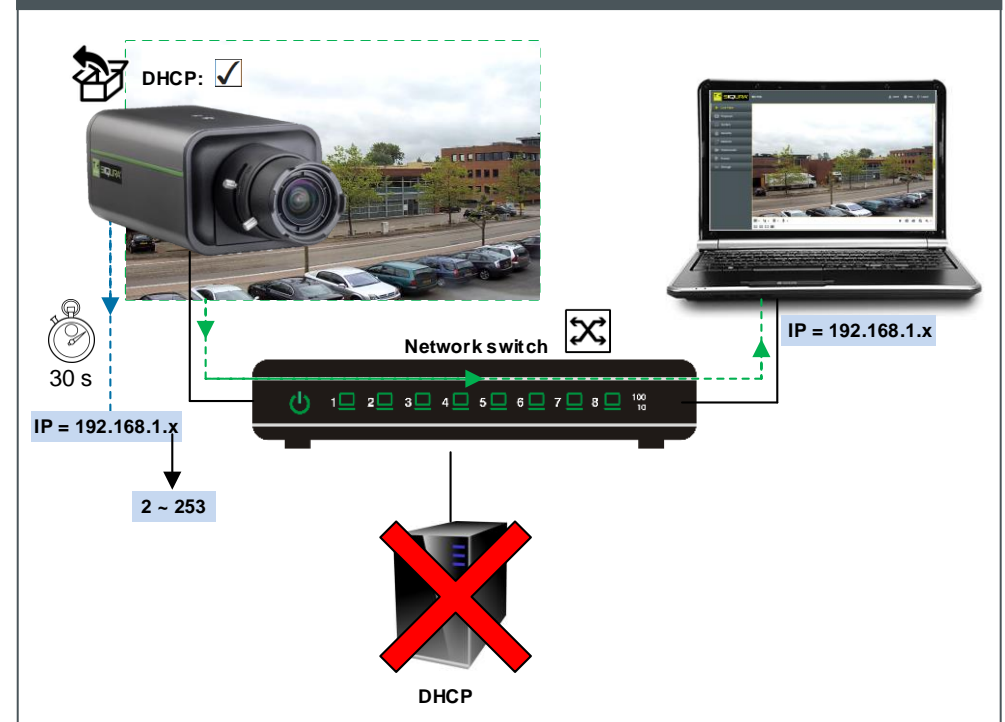 DHCP: ✓
30 s
IP = 192.168.1.x
2 ~ 253
Network switch
1 2 3 4 5 6 7 8 100
10
IP = 192.168.1.x
DHCP